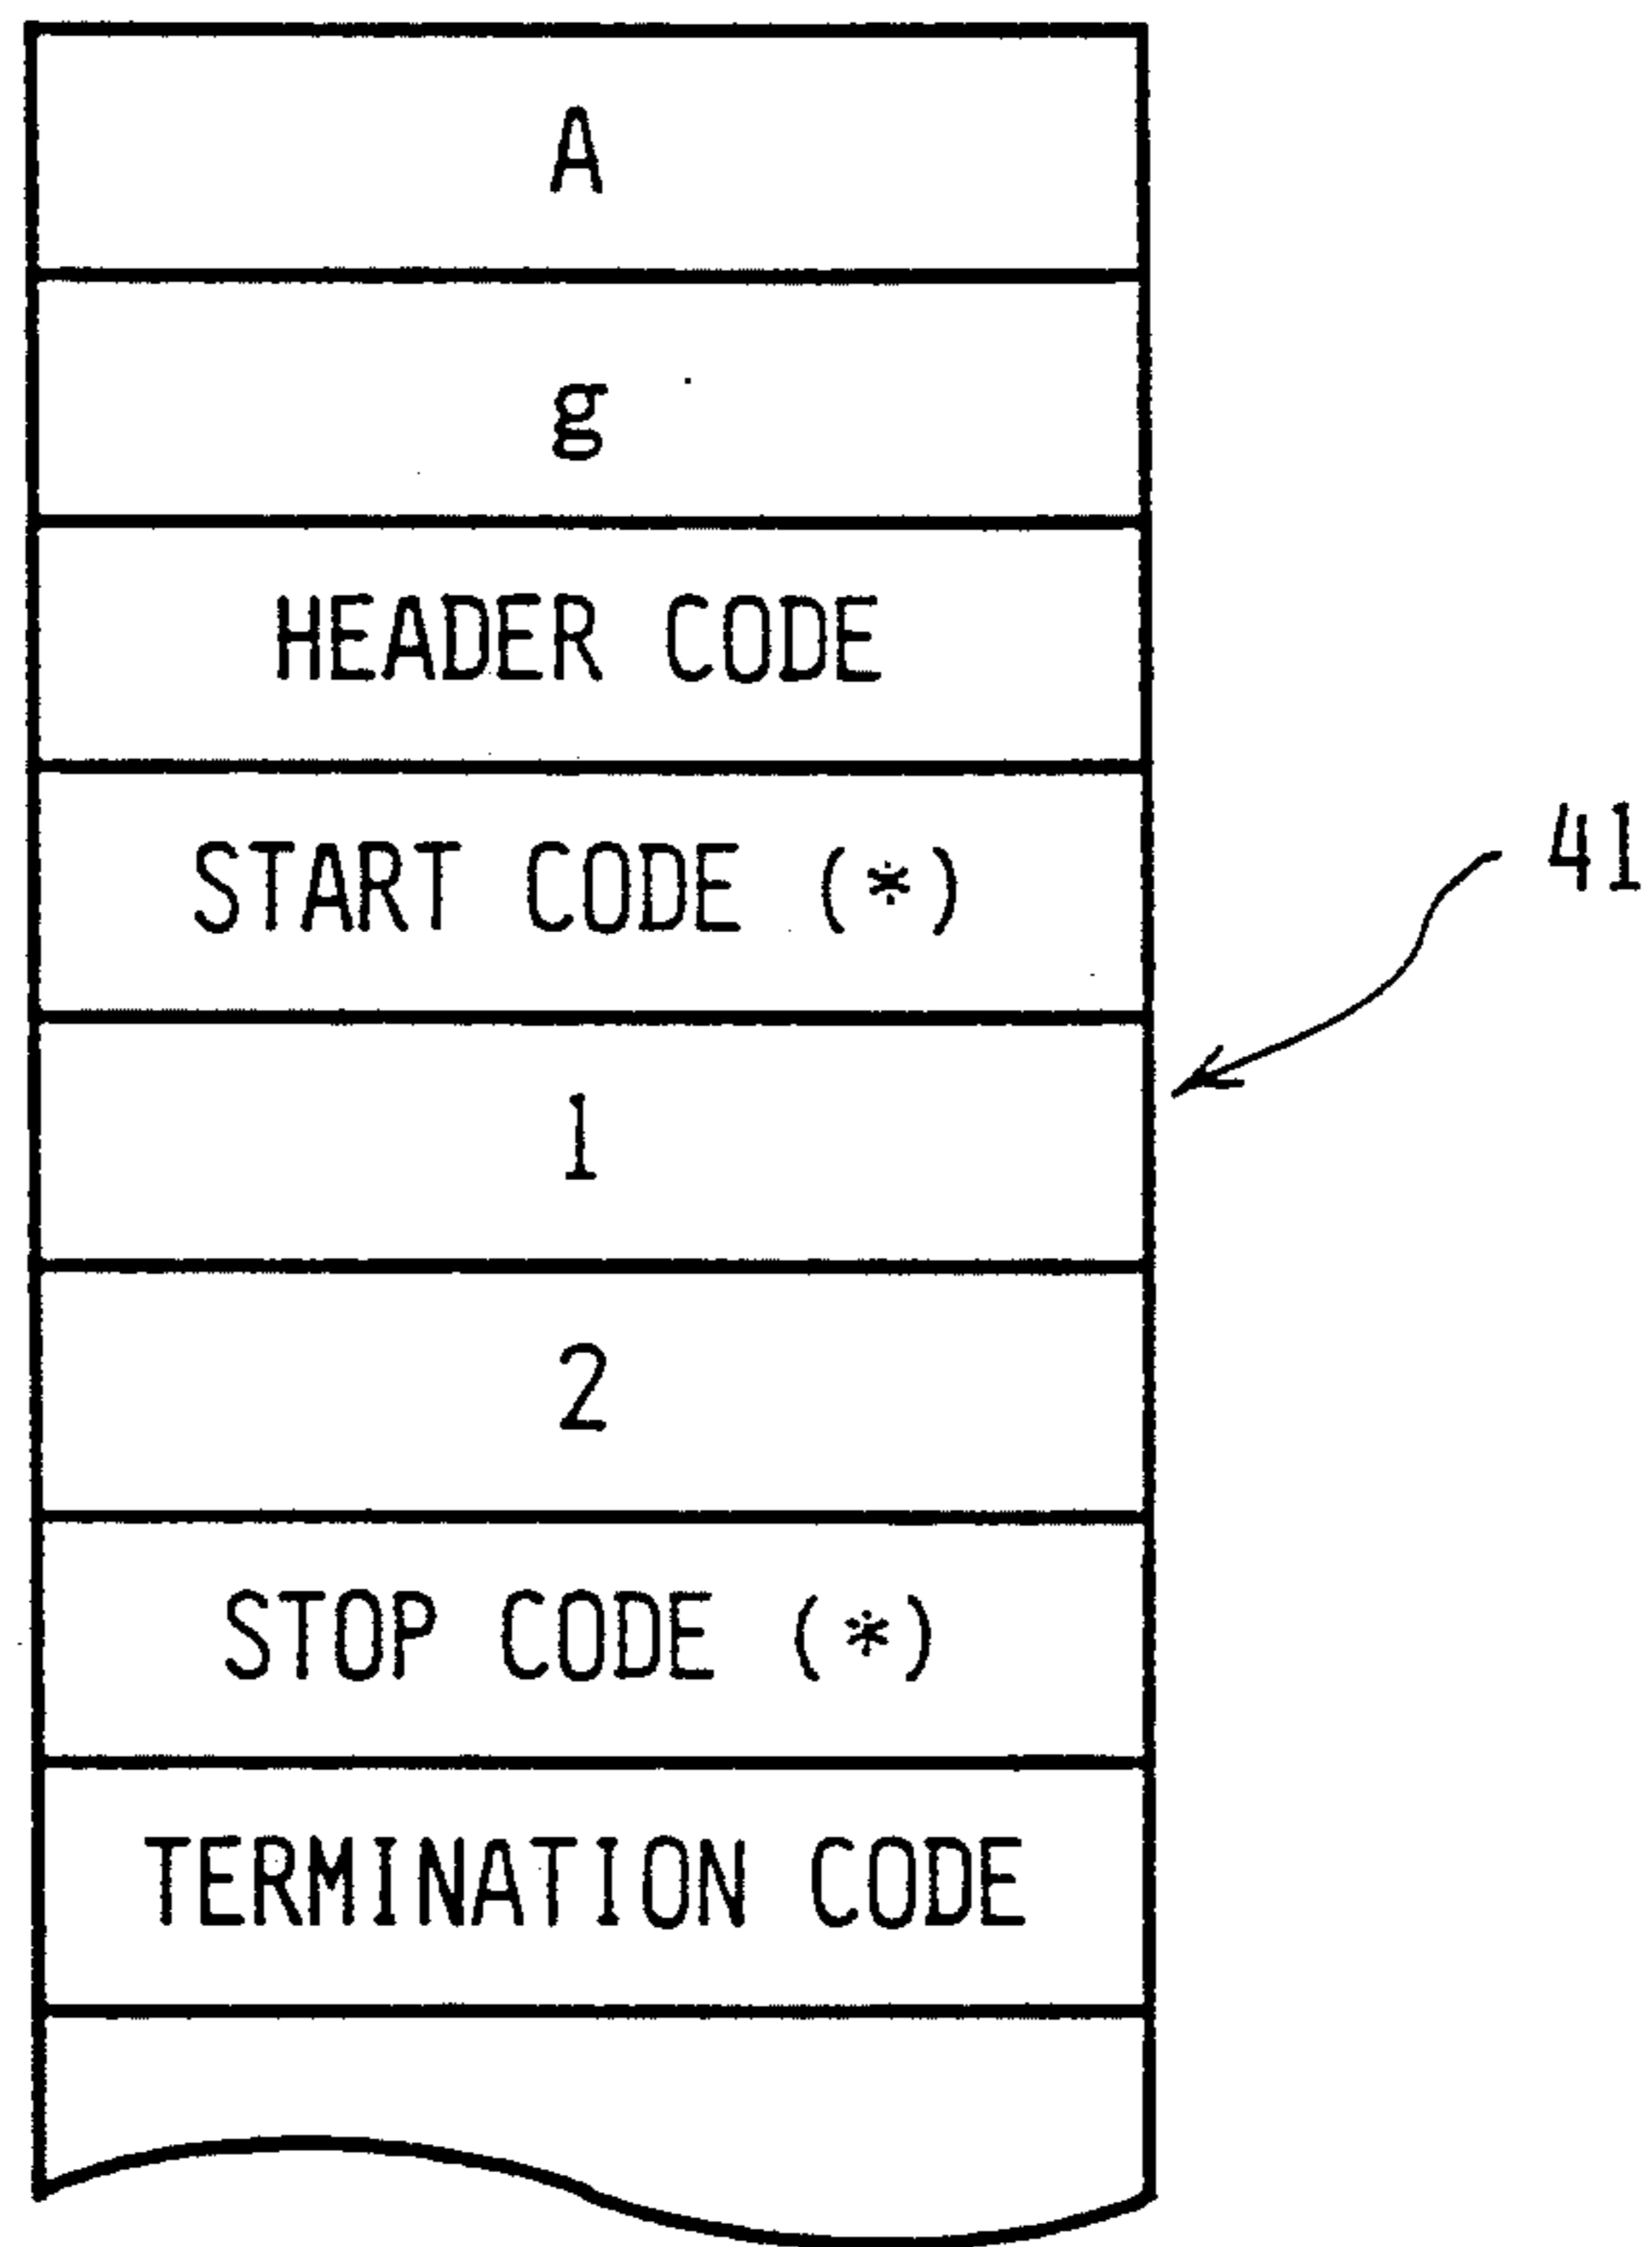 A
g
HEADER CODE
START CODE (*)
41
1
2
STOP CODE (*)
TERMINATION CODE